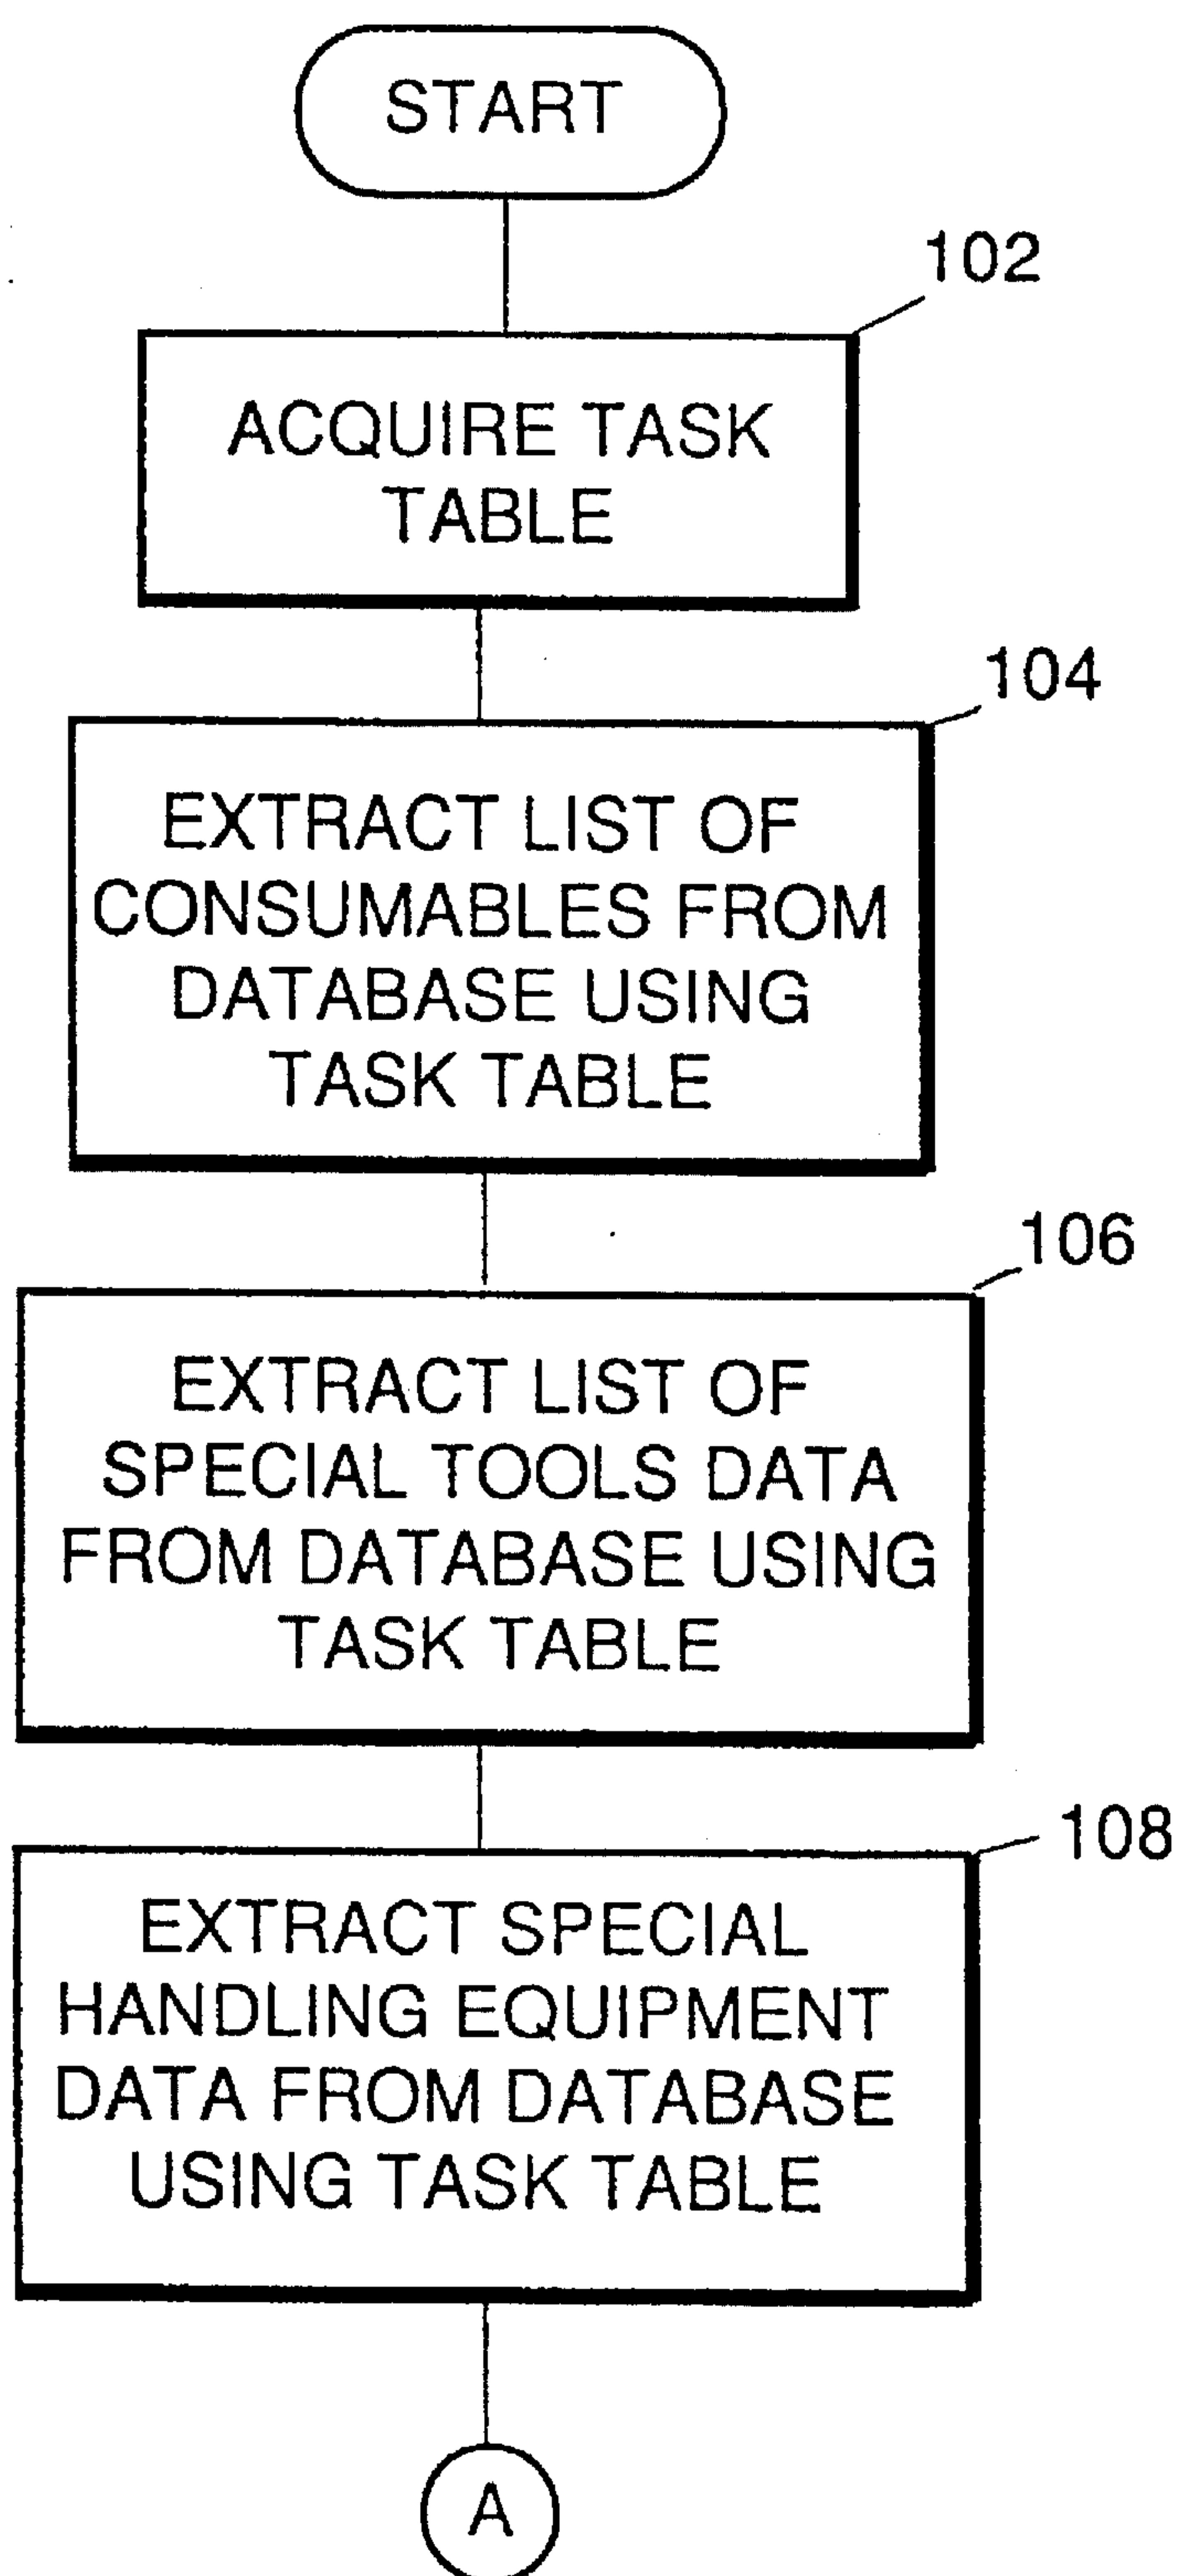 START
102
ACQUIRE TASK
TABLE
104
EXTRACT LIST OF
CONSUMABLES FROM
DATABASE USING
TASK TABLE
106
EXTRACT LIST OF
SPECIAL TOOLS DATA
FROM DATABASE USING
TASK TABLE
108
EXTRACT SPECIAL
HANDLING EQUIPMENT
DATA FROM DATABASE
USING TASK TABLE
A